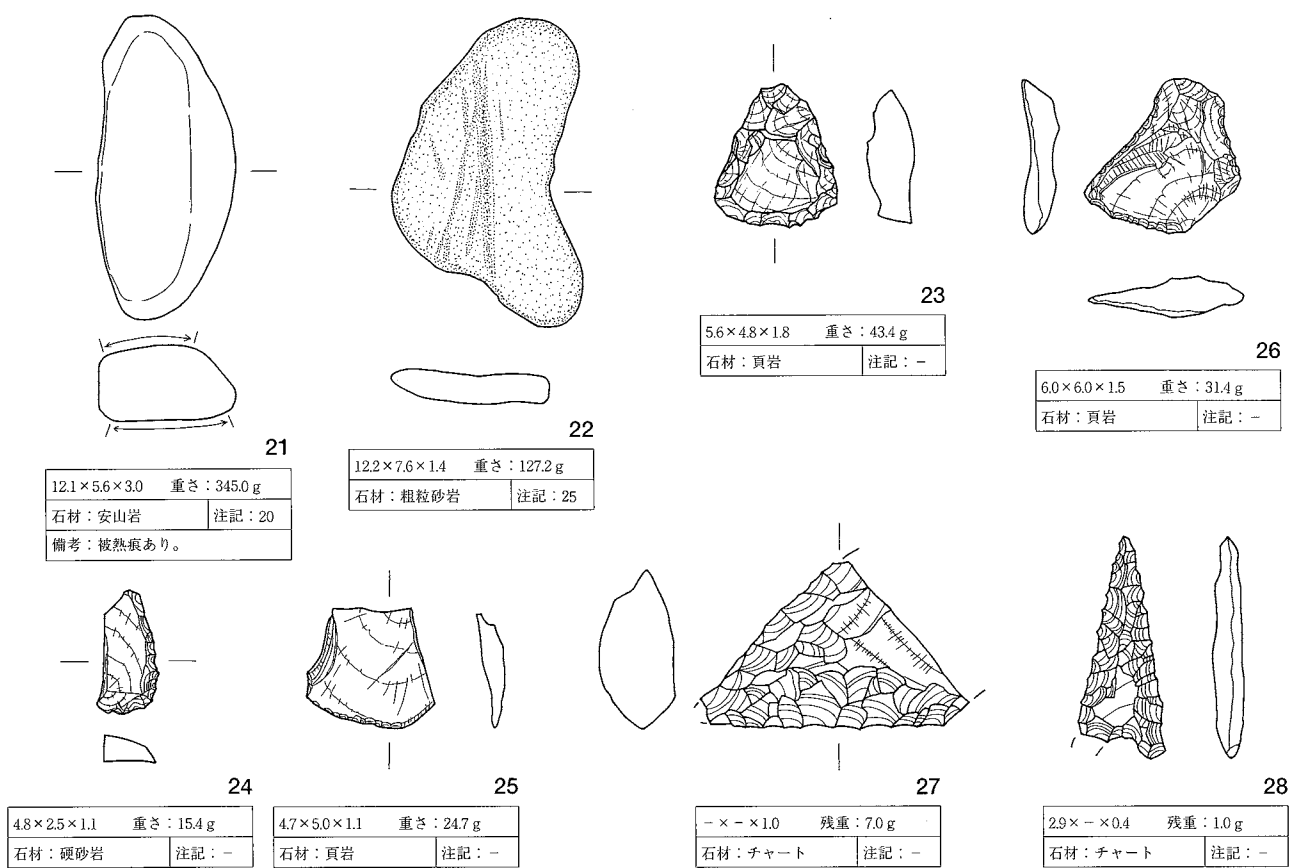 21
12.1×5.6×3.0 重さ：345.0 g
石材：安山岩 注記：20
備考：被熱痕あり。
22
12.2×7.6×1.4 重さ：127.2 g
石材：粗粒砂岩 注記：25
23
5.6×4.8×1.8 重さ：43.4 g
石材：頁岩 注記：−
26
6.0×6.0×1.5 重さ：31.4 g
石材：頁岩 注記：−
24
4.8×2.5×1.1 重さ：15.4 g
石材：硬砂岩 注記：−
25
4.7×5.0×1.1 重さ：24.7 g
石材：頁岩 注記：−
27
−×−×1.0 残重：7.0 g
石材：チャート 注記：−
28
2.9×−×0.4 残重：1.0 g
石材：チャート 注記：−